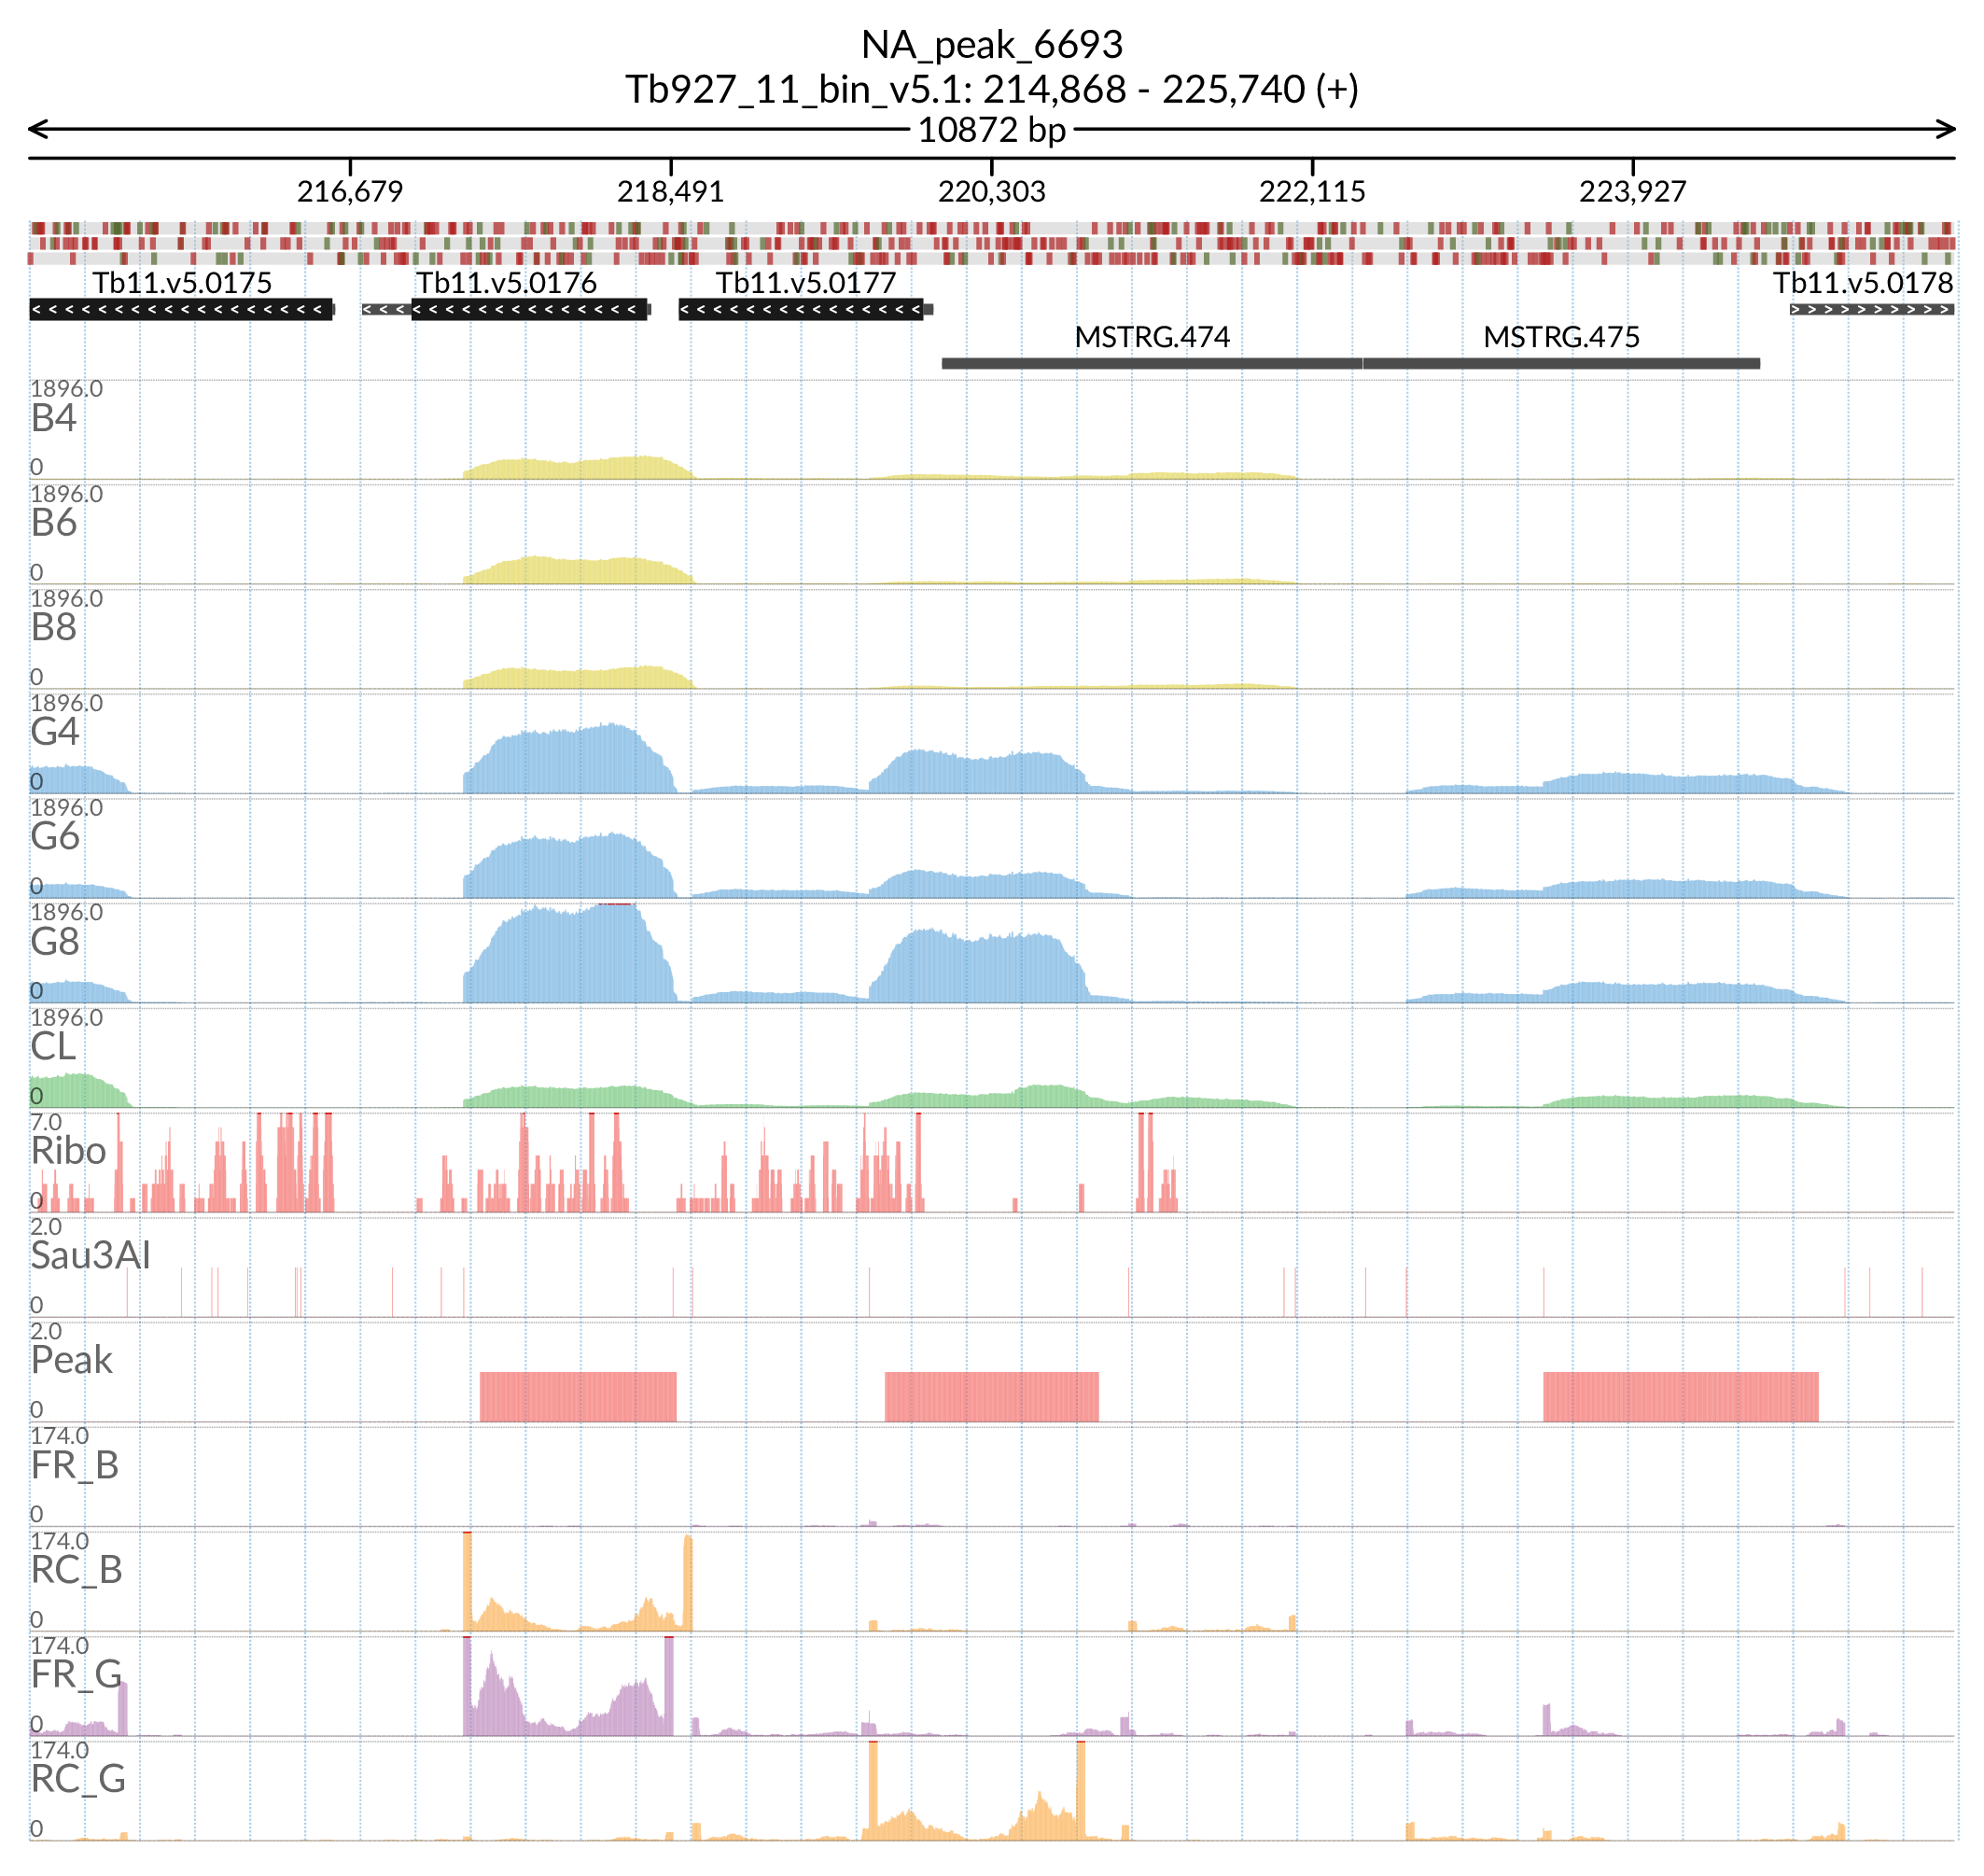 NA_peak_6693
Tb927_11_bin_v5.1: 214,868 - 225,740 (+)
10872 bp
216,679 218,491 220,303 222,115 223,927
Tb11.v5.0175 Tb11.v5.0176 Tb11.v5.0177 Tb11.v5.0178
MSTRG.474 MSTRG.475
1896.0
B4
0
1896.0
B6
0
1896.0
B8
0
1896.0
G4
0
1896.0
G6
0
1896.0
G8
0
1896.0
CL
0
7.0
Ribo
0
2.0
Sau3AI
0
2.0
Peak
0
174.0
FR_B
0
174.0
RC_B
0
174.0
FR_G
0
174.0
RC_G
0